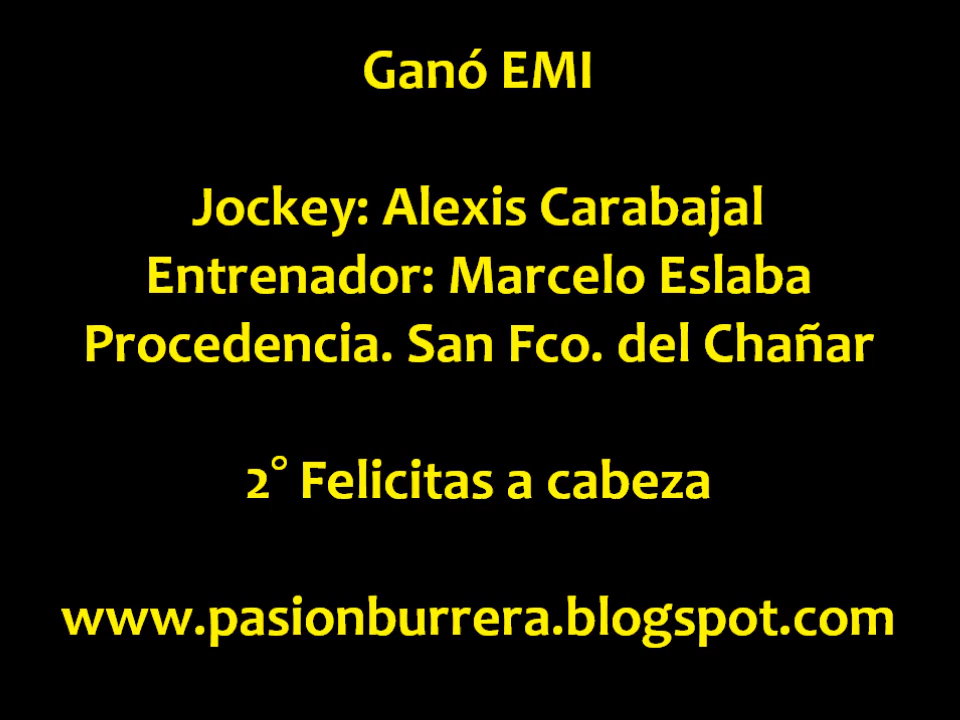 Ganó EMI
Jockey: Alexis Carabajal
Entrenador: Marcelo Eslaba
Procedencia. San Fco. del Chañar
2° Felicitas a cabeza
www.pasionburrera.blogspot.com